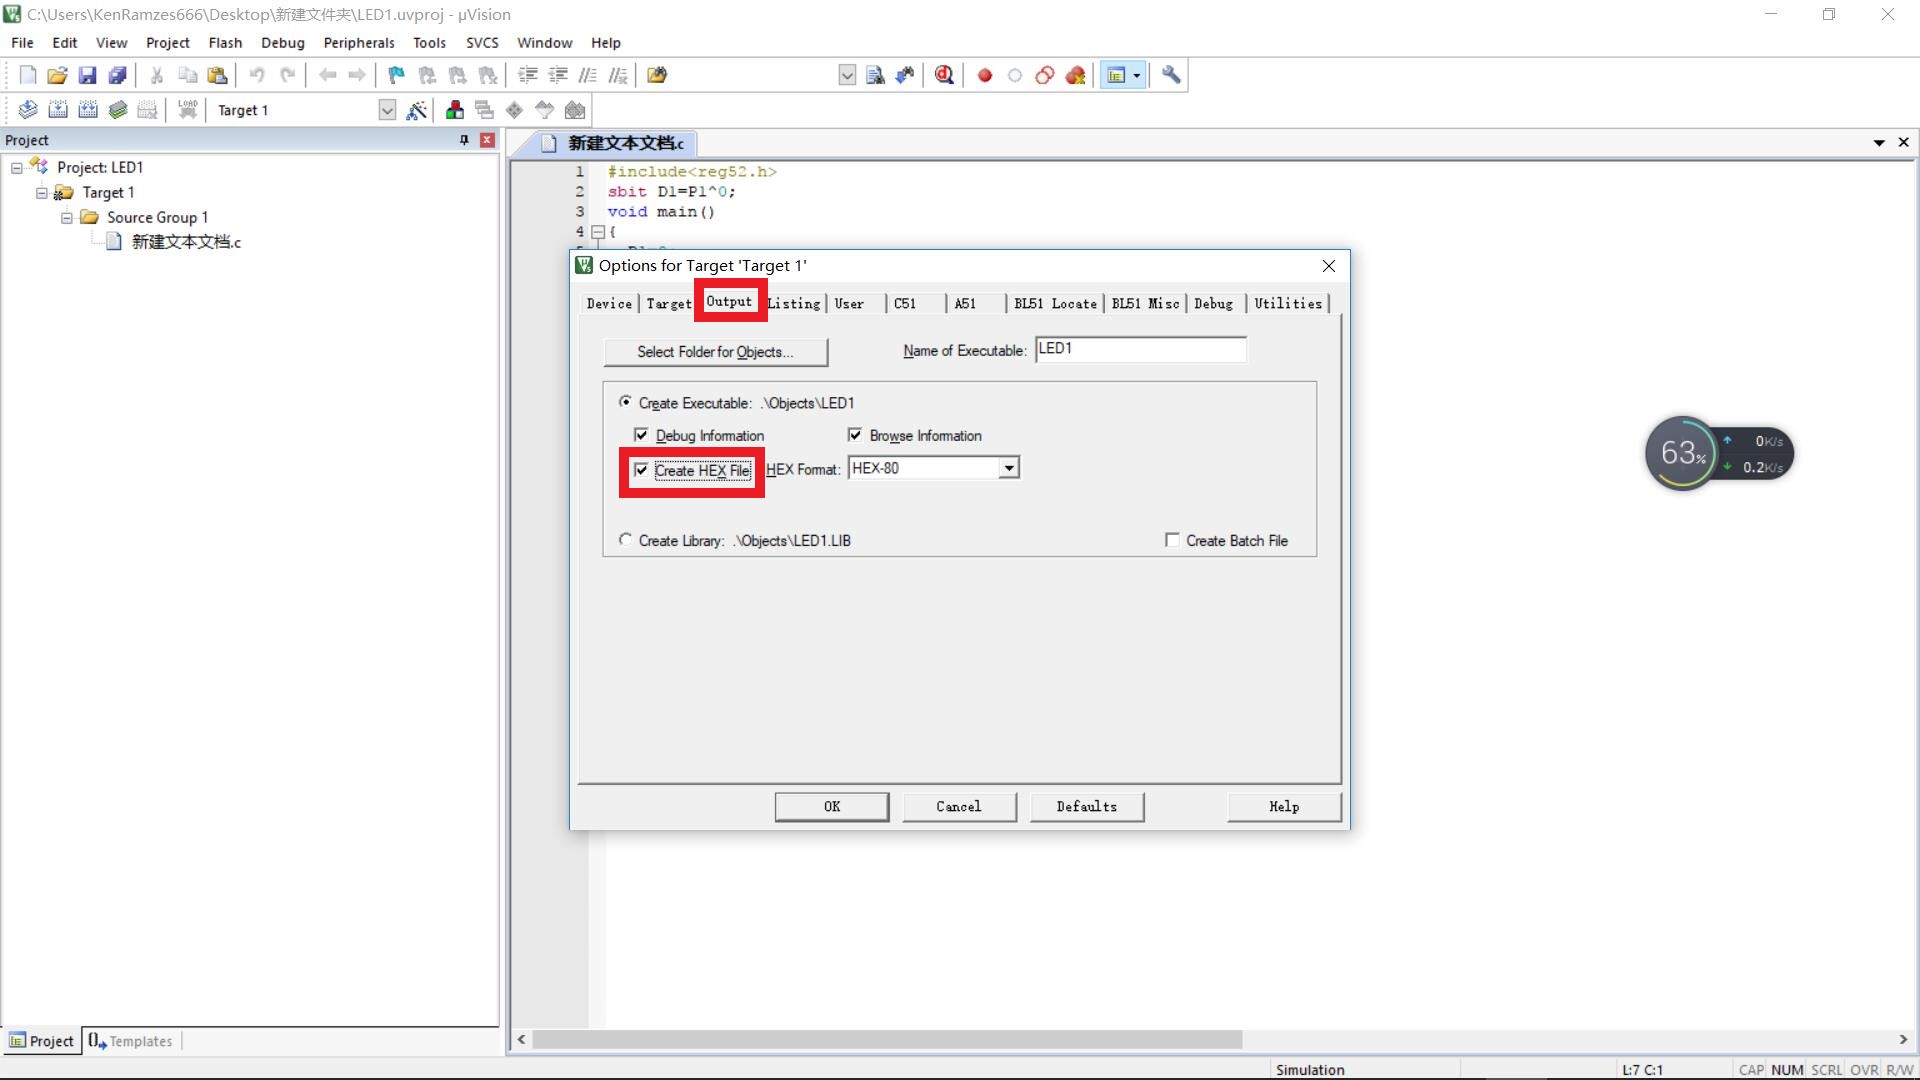 C:\Users\KenRamzes666\Desktop\新建文件夹\LED1.uvproj - µVision
File Edit View Project Flash Debug Peripherals Tools SVCS Window Help
LOAD Target 1
Project
Project: LED1
Target 1
Source Group 1
新建文本文档.c
新建文本文档.c
1 #include<reg52.h>
2 sbit D1=P1^0;
3 void main()
4 {
Options for Target 'Target 1'
Device Target Output Listing User C51 A51 BL51 Locate BL51 Misc Debug Utilities
Select Folder for Objects... Name of Executable: LED1
Create Executable: .\Objects\LED1
Debug Information Browse Information
Create HEX File HEX Format: HEX-80
Create Library: .\Objects\LED1.LIB Create Batch File
OK Cancel Defaults Help
63% 0K/s
0.2K/s
Project Templates
Simulation L:7 C:1 CAP NUM SCRL OVR R/W